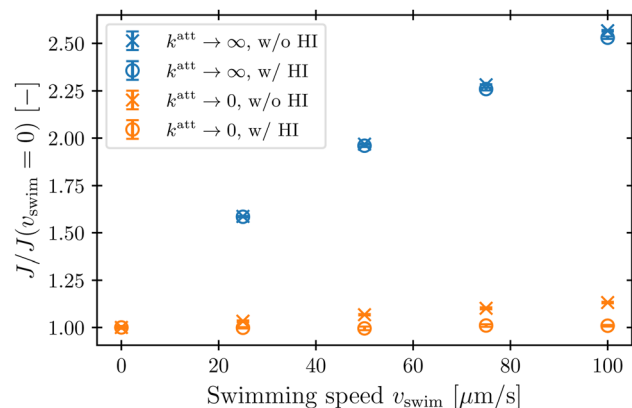 J/J(v_swim = 0) [−]
2.50
2.25
2.00
1.75
1.50
1.25
1.00
k^att → ∞, w/o HI
k^att → ∞, w/ HI
k^att → 0, w/o HI
k^att → 0, w/ HI
0 20 40 60 80 100
Swimming speed v_swim [μm/s]